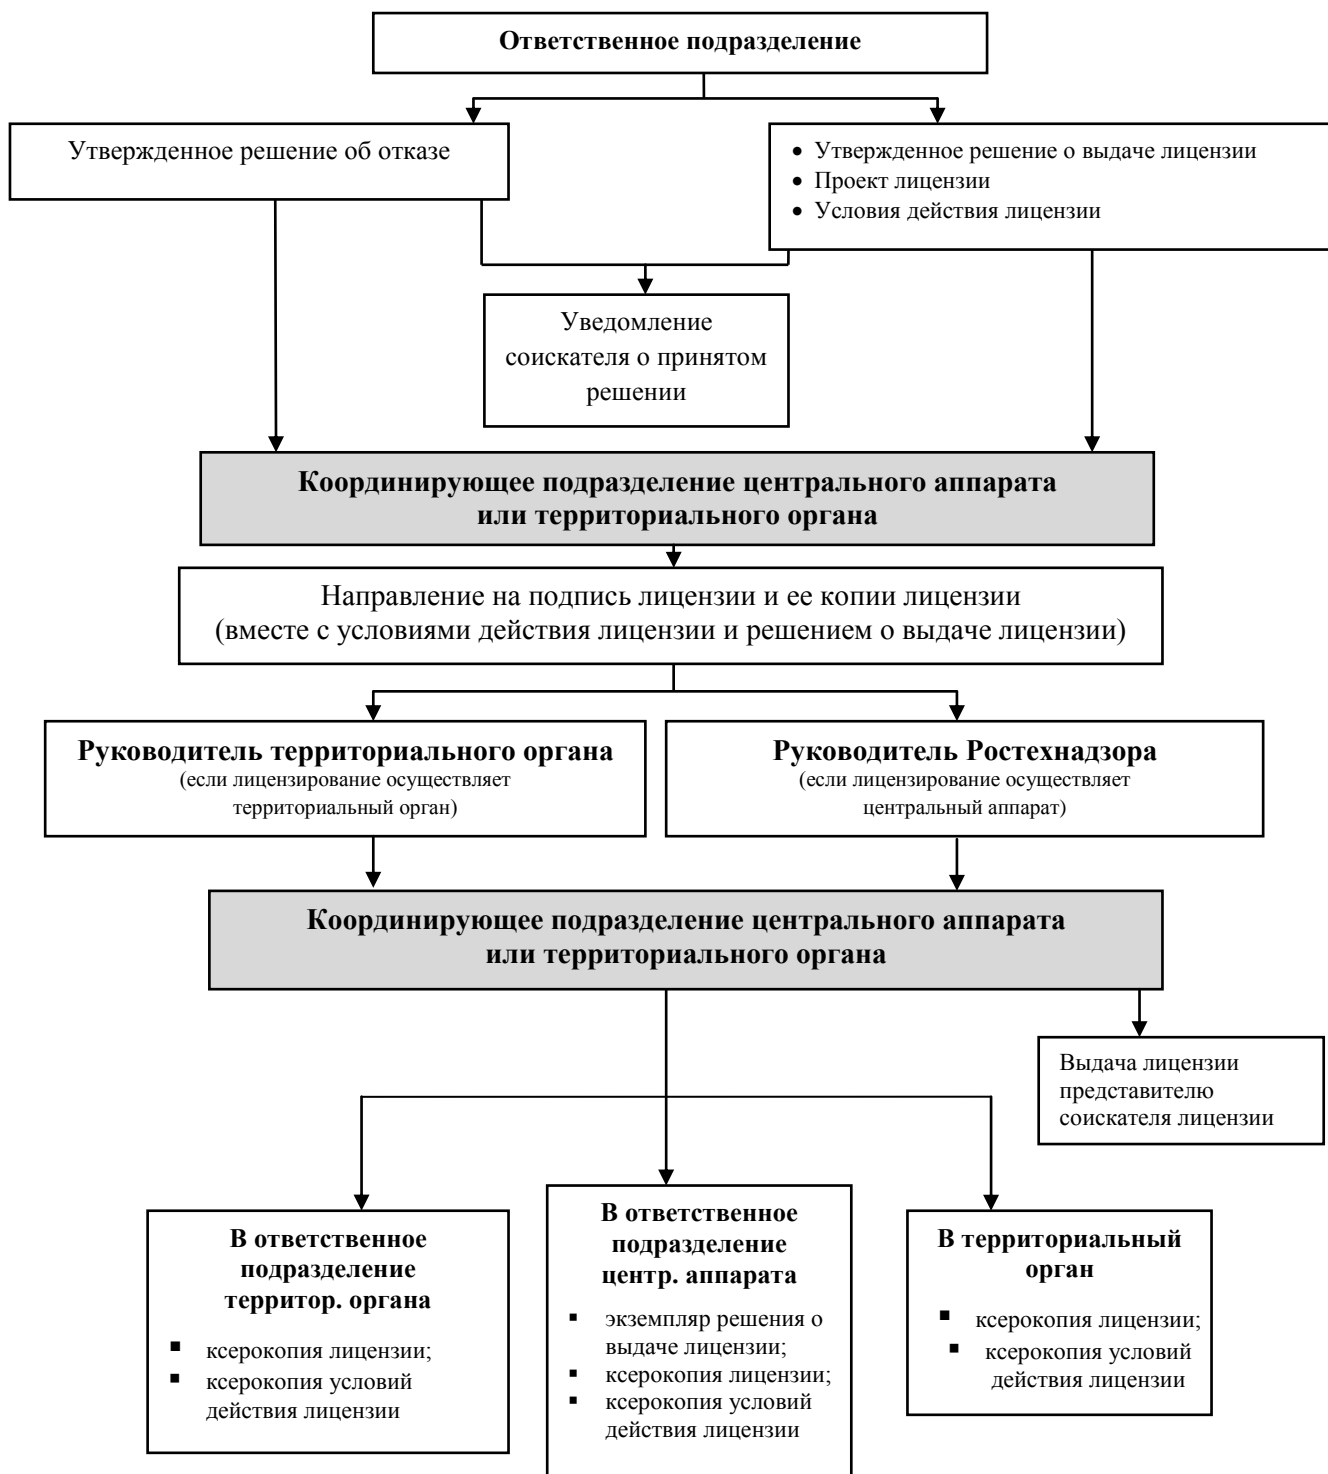 Ответственное подразделение
Утвержденное решение об отказе
• Утвержденное решение о выдаче лицензии
• Проект лицензии
• Условия действия лицензии
Уведомление
соискателя о принятом
решении
Координирующее подразделение центрального аппарата
или территориального органа
Направление на подпись лицензии и ее копии лицензии
(вместе с условиями действия лицензии и решением о выдаче лицензии)
Руководитель территориального органа
(если лицензирование осуществляет
территориальный орган)
Руководитель Ростехнадзора
(если лицензирование осуществляет
центральный аппарат)
Координирующее подразделение центрального аппарата
или территориального органа
Выдача лицензии
представителю
соискателя лицензии
В ответственное
подразделение
территор. органа
▪ ксерокопия лицензии;
▪ ксерокопия условий
действия лицензии
В ответственное
подразделение
центр. аппарата
▪ экземпляр решения о
выдаче лицензии;
▪ ксерокопия лицензии;
▪ ксерокопия условий
действия лицензии
В территориальный
орган
▪ ксерокопия лицензии;
▪ ксерокопия условий
действия лицензии